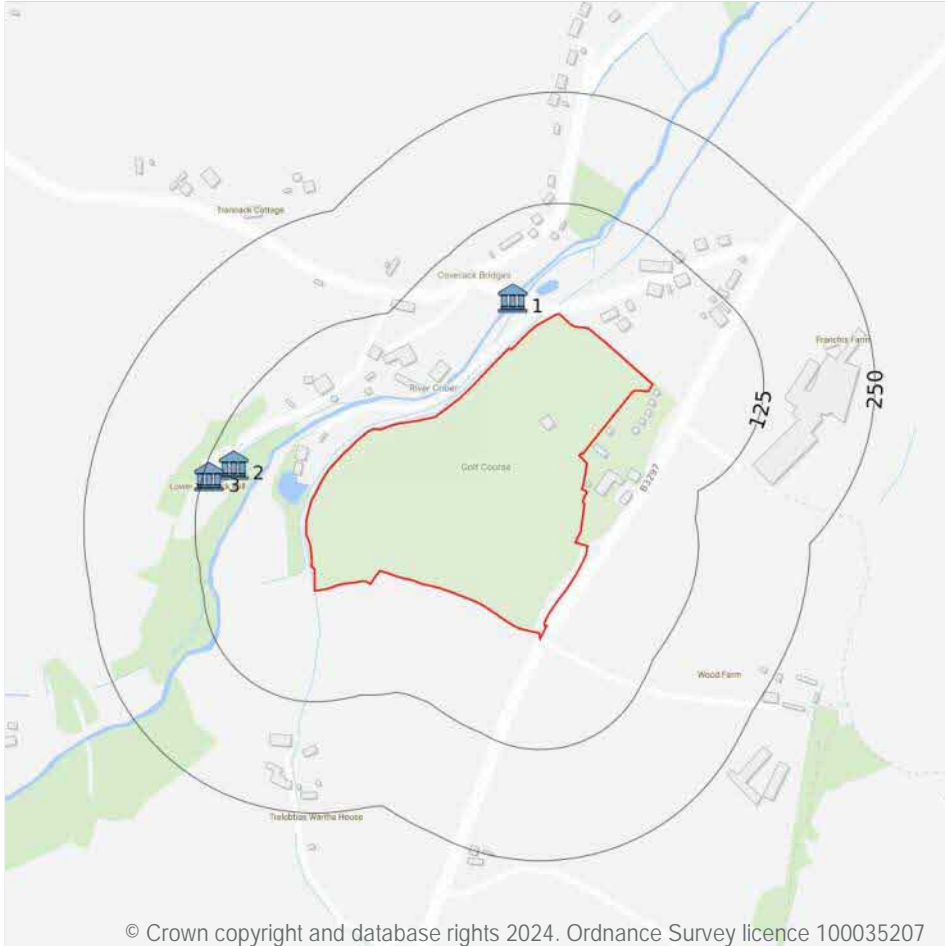 Trannack Cottage
Coverack Bridges
1
Franchis Farm
River Cober
125
250
2
Golf Course
3
B3297
Wood Farm
Trelobbas Wartha House
© Crown copyright and database rights 2024. Ordnance Survey licence 100035207